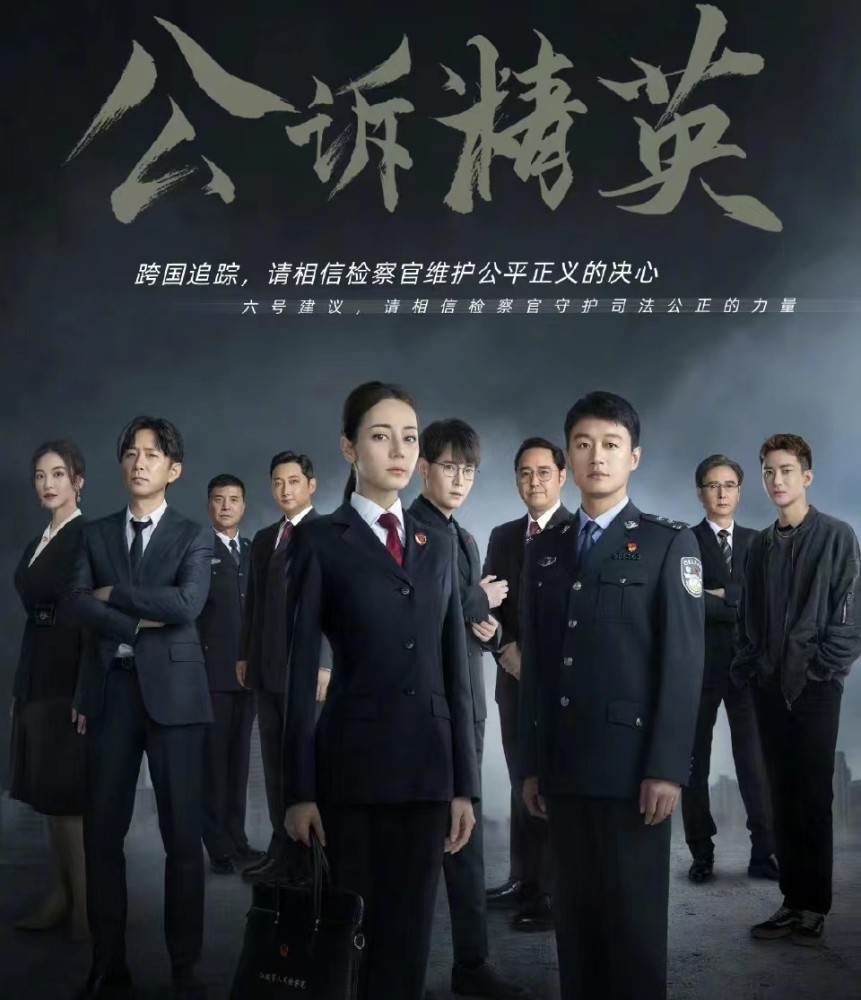 公诉精英
跨国追踪，请相信检察官维护公平正义的决心
六号建议，请相信检察官守护司法公正的力量